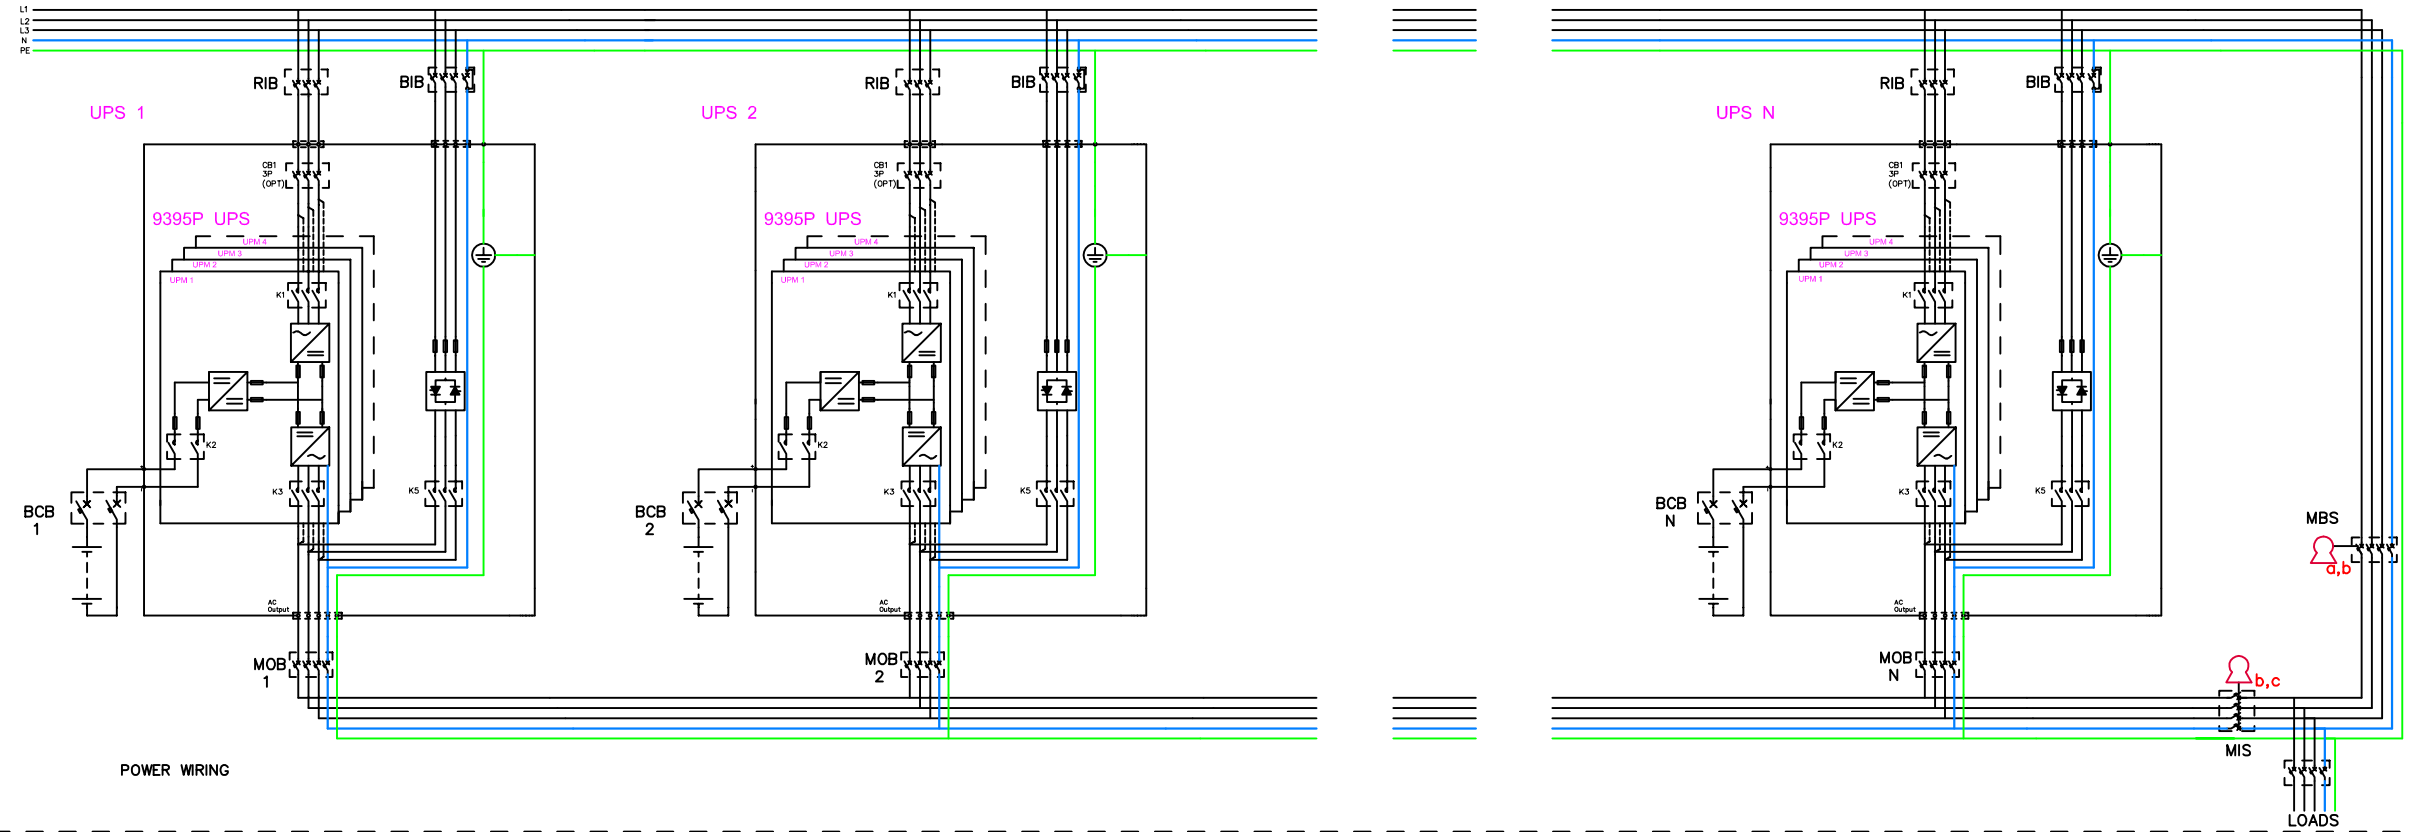 L1
L2
L3
N
PE
RIB
BIB
UPS 1
CB1
3P
(OPT)
9395P UPS
UPM 4
UPM 3
UPM 2
UPM 1
K1
K2
K3
K5
BCB
1
AC
Output
MOB
1
RIB
BIB
UPS 2
CB1
3P
(OPT)
9395P UPS
UPM 4
UPM 3
UPM 2
UPM 1
K1
K2
K3
K5
BCB
2
AC
Output
MOB
2
RIB
BIB
UPS N
CB1
3P
(OPT)
9395P UPS
UPM 4
UPM 3
UPM 2
UPM 1
K1
K2
K3
K5
BCB
N
AC
Output
MOB
N
MBS
a,b
b,c
MIS
LOADS
POWER WIRING